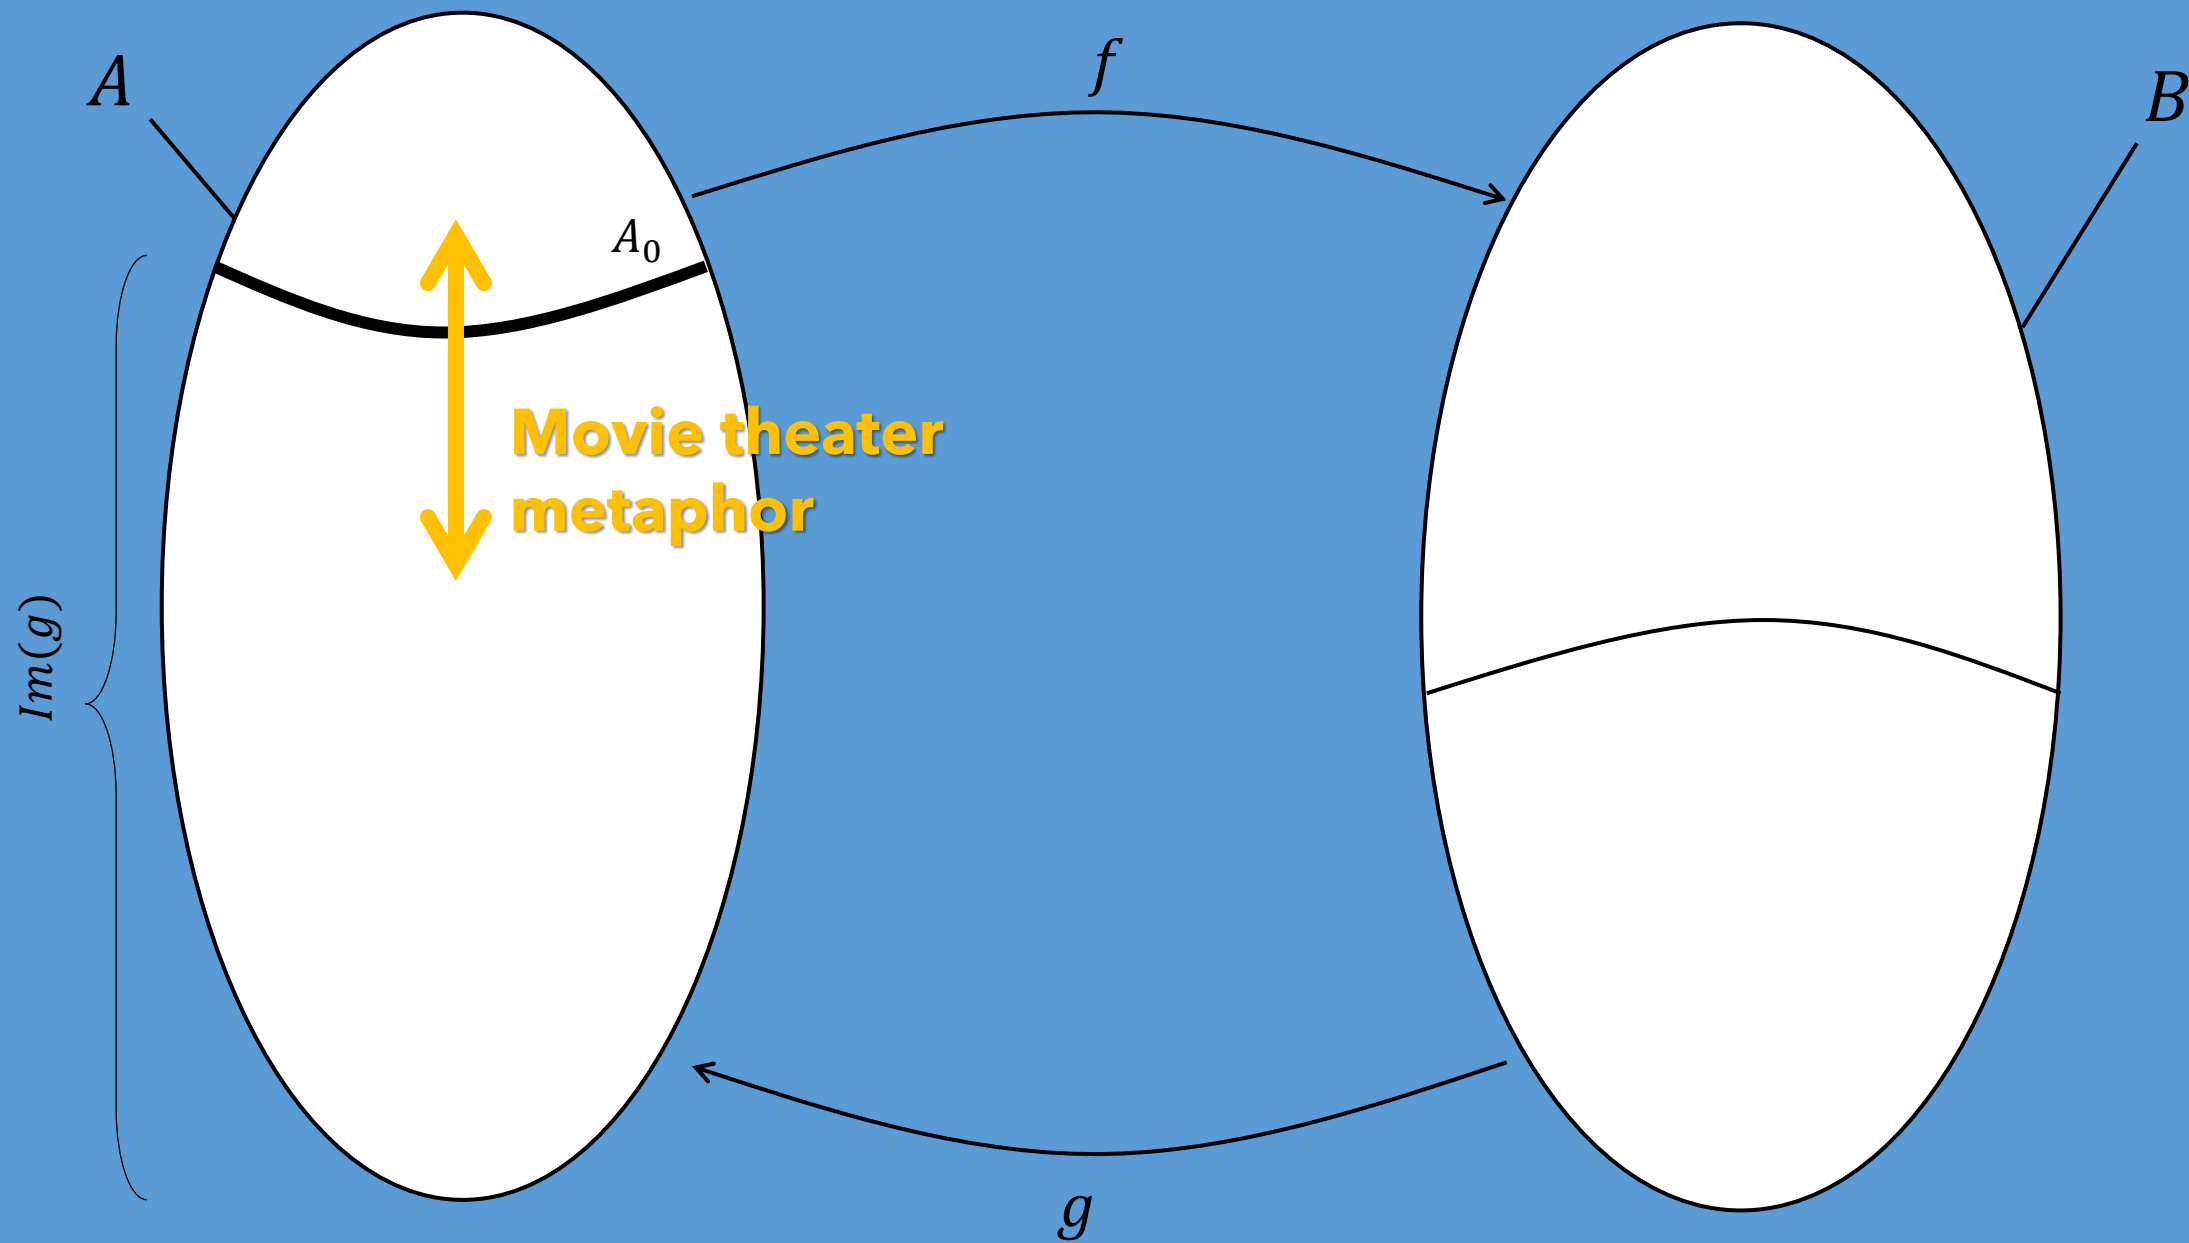 A
f
B
A₀
Movie theater
metaphor
Im(g)
g